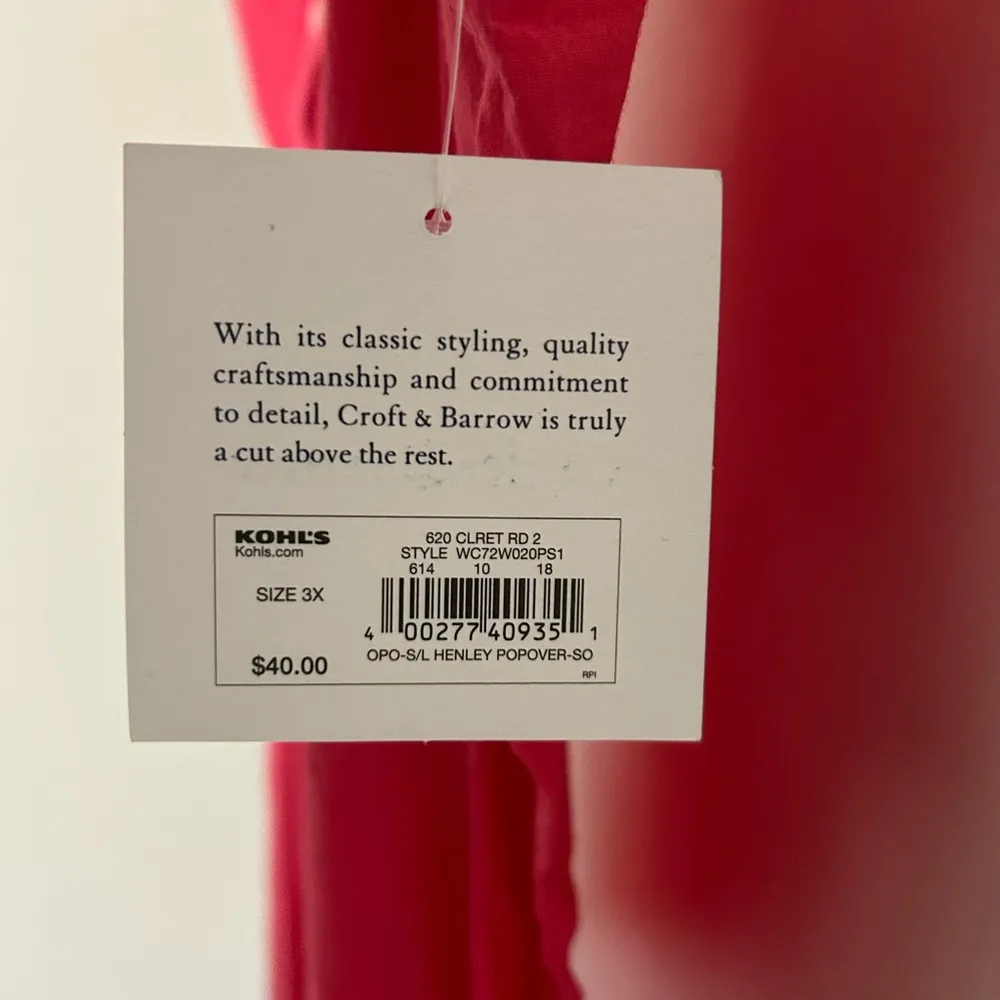 With its classic styling, quality
craftsmanship and commitment
to detail, Croft & Barrow is truly
a cut above the rest.
KOHL'S
Kohls.com
620 CLRET RD 2
STYLE WC72W020PS1
614 10 18
SIZE 3X
4 00277 40935 1
OPO-S/L HENLEY POPOVER-SO
$40.00
RPI